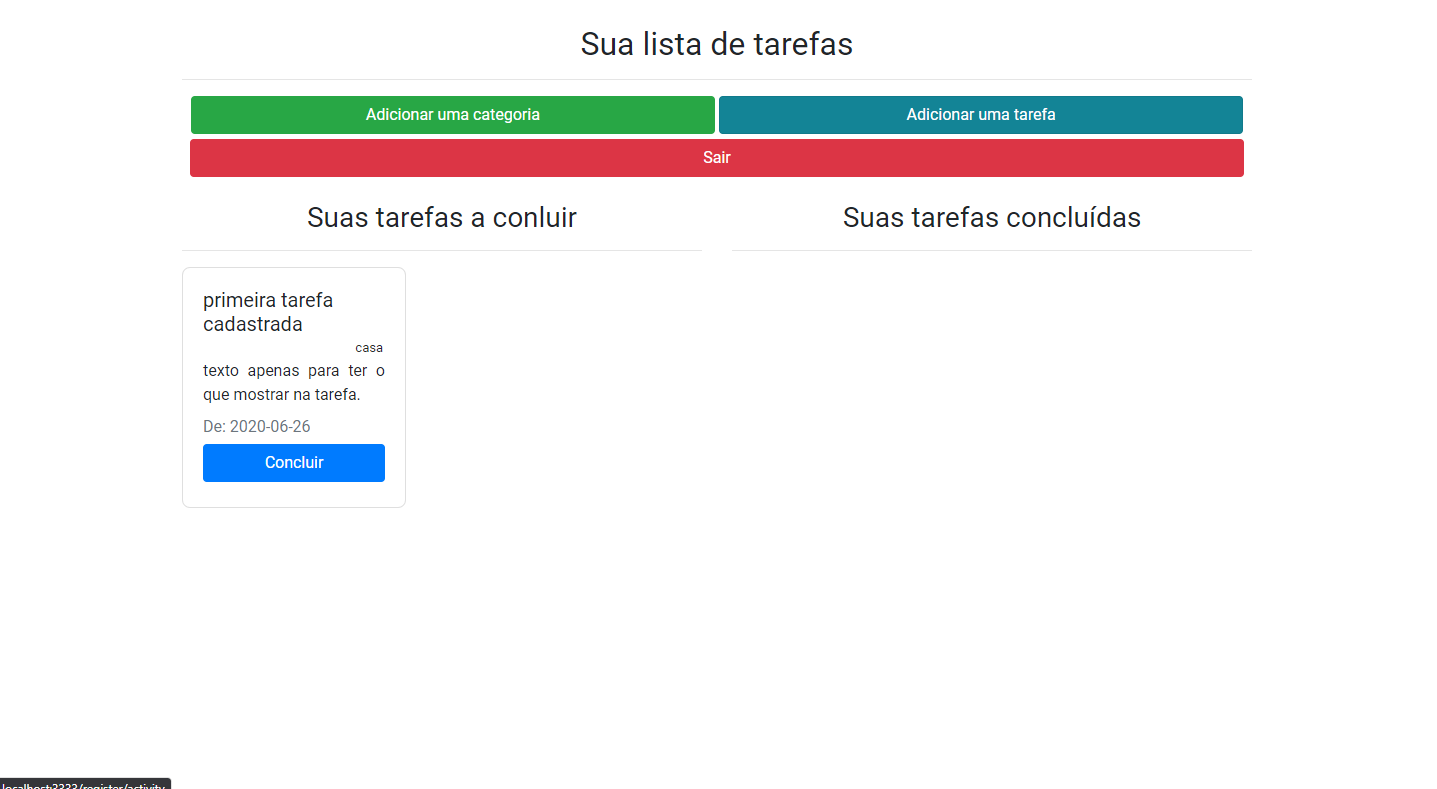 Sua lista de tarefas
Adicionar uma categoria
Adicionar uma tarefa
Sair
Suas tarefas a conluir
Suas tarefas concluídas
primeira tarefa
cadastrada
casa
texto apenas para ter o
que mostrar na tarefa.
De: 2020-06-26
Concluir
localhost:3333/register/activity